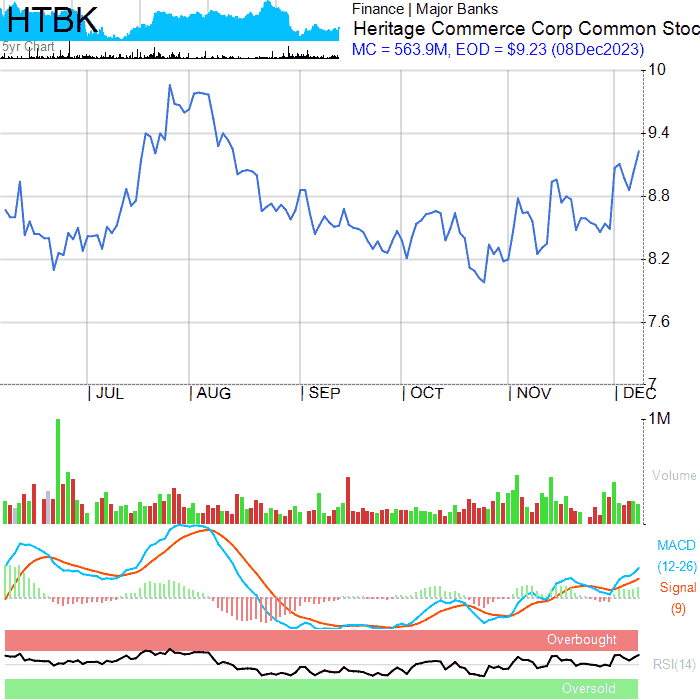 HTBK
5yr Chart
Finance | Major Banks
Heritage Commerce Corp Common Stoc
MC = 563.9M, EOD = $9.23 (08Dec2023)
10
9.4
8.8
8.2
7.6
7
JUL
AUG
SEP
OCT
NOV
DEC
1M
Volume
MACD
(12-26)
Signal
(9)
Overbought
RSI(14)
Oversold